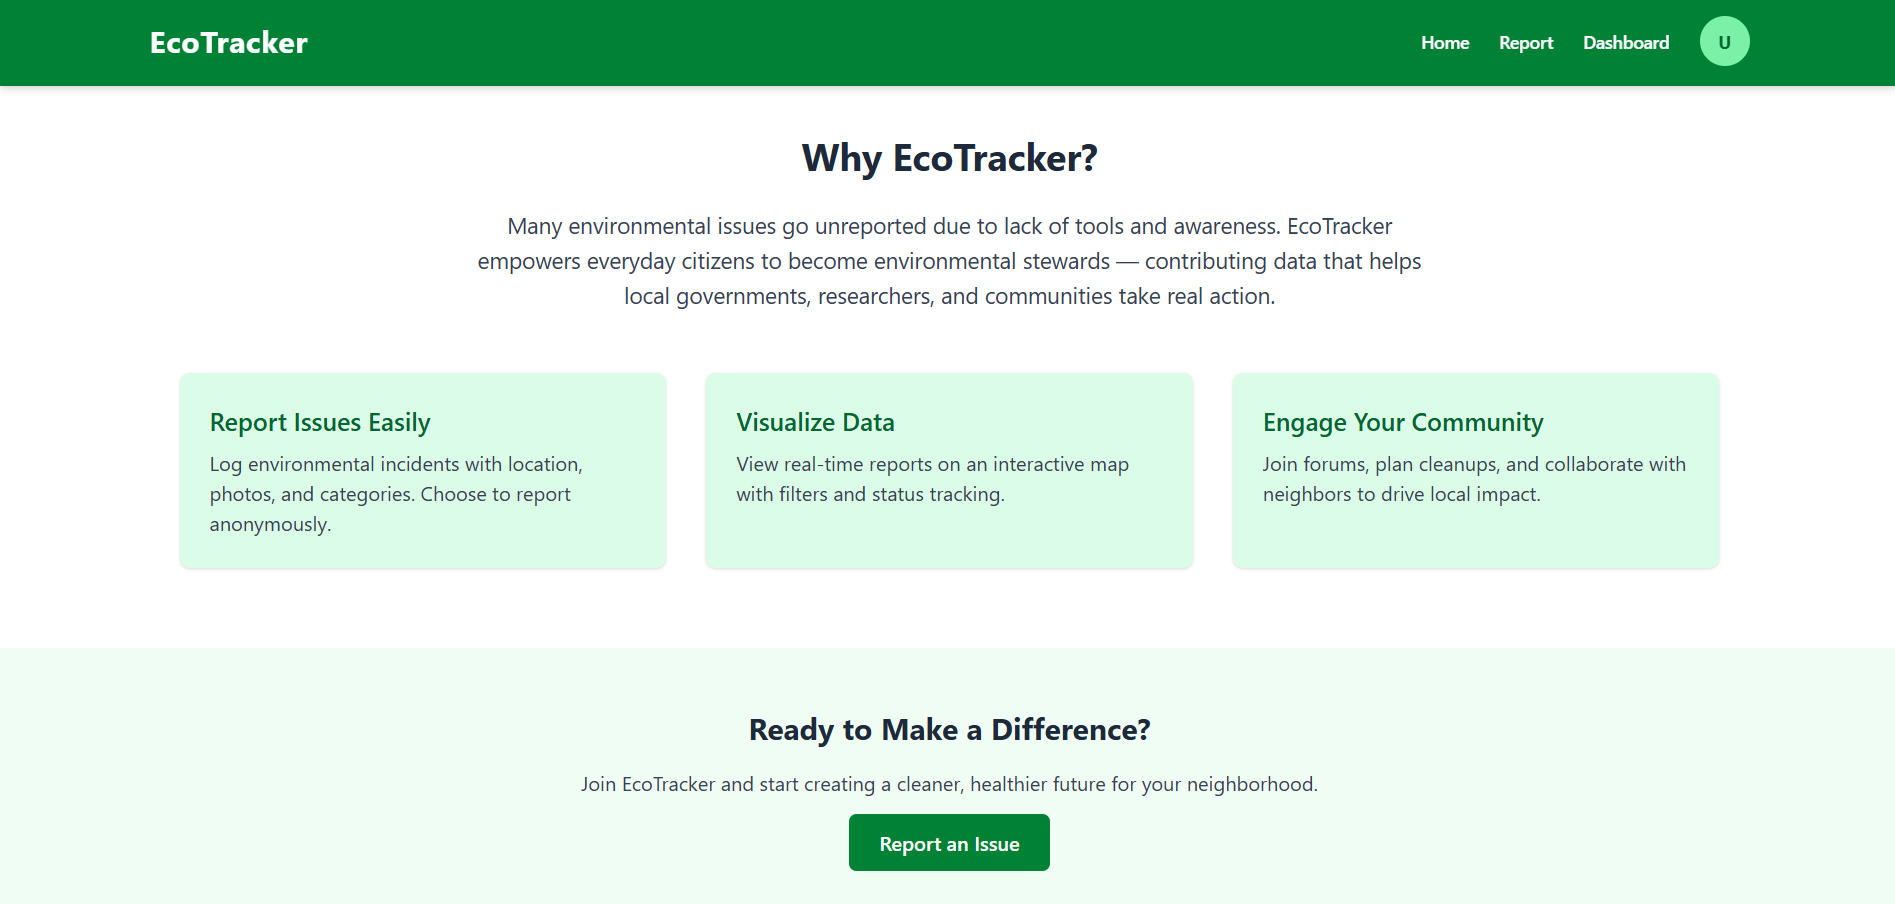 EcoTracker
Home
Report
Dashboard
U
Why EcoTracker?
Many environmental issues go unreported due to lack of tools and awareness. EcoTracker
empowers everyday citizens to become environmental stewards — contributing data that helps
local governments, researchers, and communities take real action.
Report Issues Easily
Log environmental incidents with location,
photos, and categories. Choose to report
anonymously.
Visualize Data
View real-time reports on an interactive map
with filters and status tracking.
Engage Your Community
Join forums, plan cleanups, and collaborate with
neighbors to drive local impact.
Ready to Make a Difference?
Join EcoTracker and start creating a cleaner, healthier future for your neighborhood.
Report an Issue